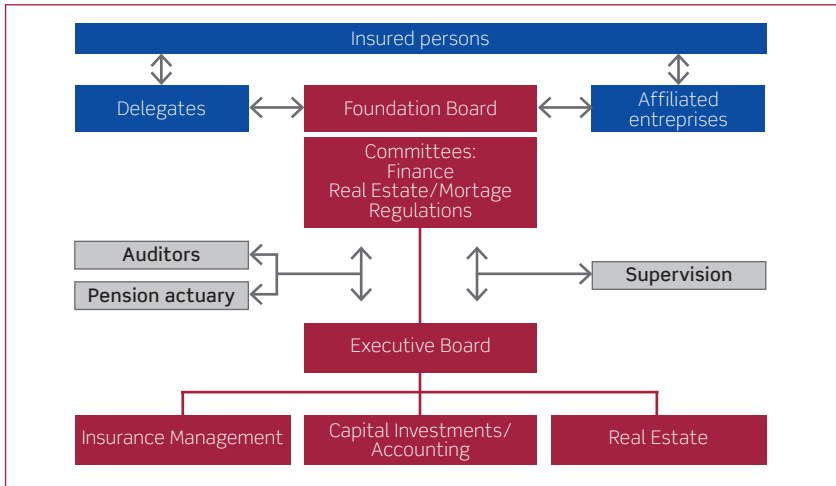 Insured persons
Delegates
Foundation Board
Affiliated
entreprises
Committees:
Finance
Real Estate/Mortage
Regulations
Auditors
Pension actuary
Supervision
Executive Board
Insurance Management
Capital Investments/
Accounting
Real Estate